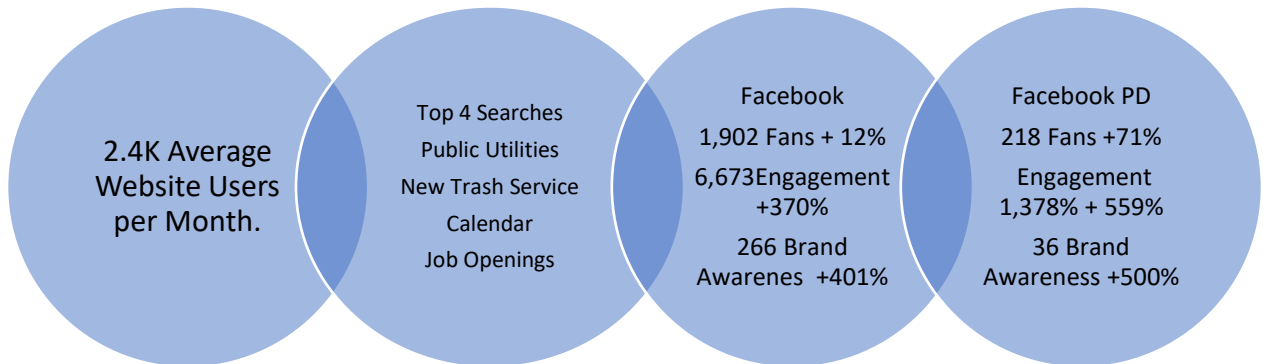 2.4K Average
Website Users
per Month.
Top 4 Searches
Public Utilities
New Trash Service
Calendar
Job Openings
Facebook
1,902 Fans + 12%
6,673Engagement
+370%
266 Brand
Awarenes +401%
Facebook PD
218 Fans +71%
Engagement
1,378% + 559%
36 Brand
Awareness +500%